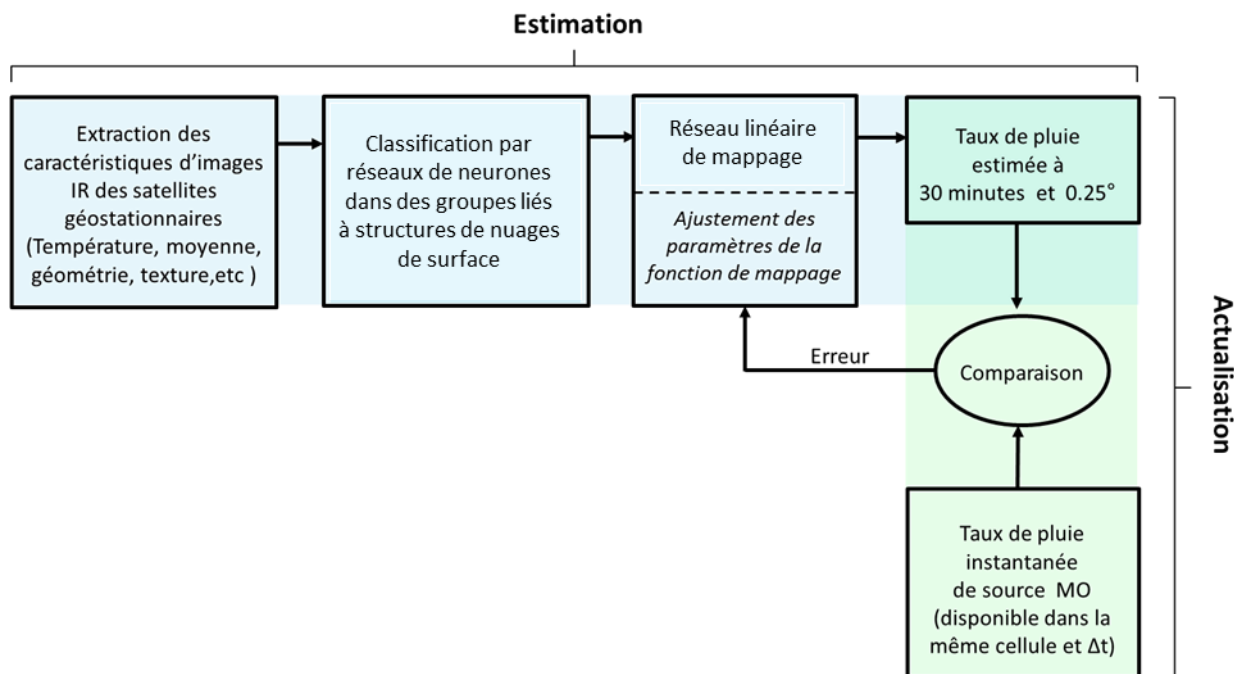 Estimation
Extraction des
caractéristiques d'images
IR des satellites
géostationnaires
(Température, moyenne,
géométrie, texture,etc )
Classification par
réseaux de neurones
dans des groupes liés
à structures de nuages
de surface
Réseau linéaire
de mappage
Ajustement des
paramètres de la
fonction de mappage
Taux de pluie
estimée à
30 minutes et 0.25°
Erreur
Comparaison
Actualisation
Taux de pluie
instantanée
de source MO
(disponible dans la
même cellule et Δt)